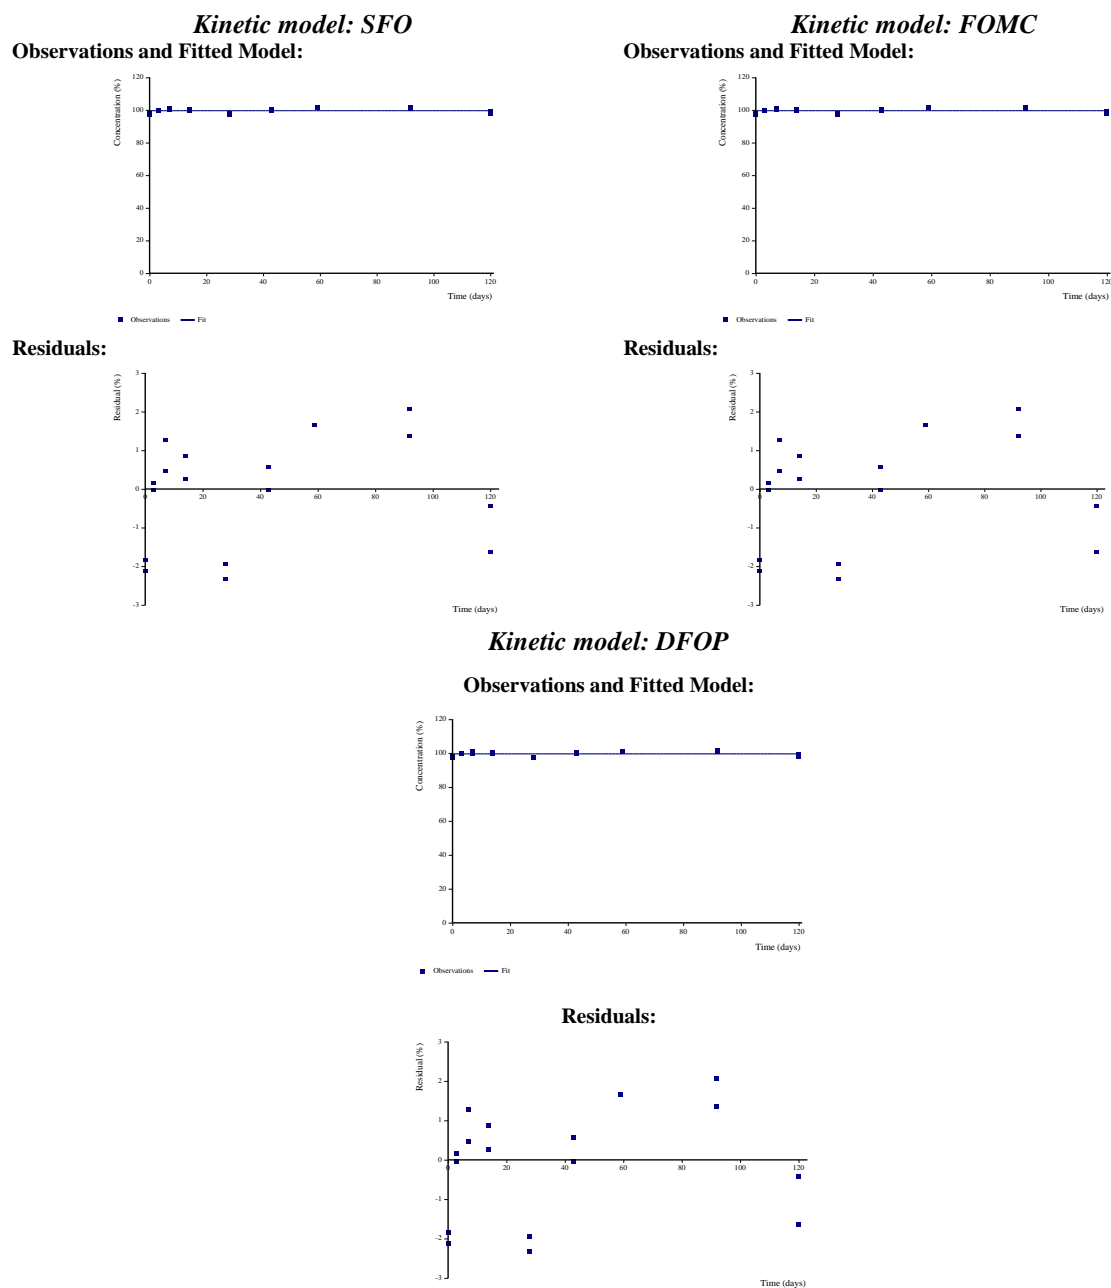 Kinetic model: SFO
Observations and Fitted Model:
Concentration (%)
120
100
80
60
40
20
0
0 20 40 60 80 100 120
Time (days)
Observations Fit
Residuals:
Residual (%)
3
2
1
0
-1
-2
-3
0 20 40 60 80 100 120
Time (days)
Kinetic model: FOMC
Observations and Fitted Model:
Concentration (%)
120
100
80
60
40
20
0
0 20 40 60 80 100 120
Time (days)
Observations Fit
Residuals:
Residual (%)
3
2
1
0
-1
-2
-3
0 20 40 60 80 100 120
Time (days)
Kinetic model: DFOP
Observations and Fitted Model:
Concentration (%)
120
100
80
60
40
20
0
0 20 40 60 80 100 120
Time (days)
Observations Fit
Residuals:
Residual (%)
3
2
1
0
-1
-2
-3
0 20 40 60 80 100 120
Time (days)